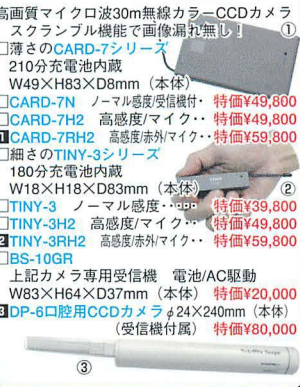 高画質マイクロ波30m無線カラーCCDカメラ
スクランブル機能で画像漏れ無し! ①
□薄さのCARD-7シリーズ
210分充電池内蔵
W49×H83×D8mm(本体)
□CARD-7N ノーマル感度/受信機付・ 特価¥49,800
□CARD-7H2 高感度/マイク・・ 特価¥49,800
1 CARD-7RH2 高感度/赤外/マイク・・ 特価¥59,800
□細さのTINY-3シリーズ
180分充電池内蔵
W18×H18×D83mm(本体) ②
□TINY-3 ノーマル感度・・・・・ 特価¥39,800
□TINY-3H2 高感度/マイク・・・ 特価¥49,800
2 TINY-3RH2 高感度/赤外/マイク・・ 特価¥59,800
□BS-10GR
上記カメラ専用受信機 電池/AC駆動
W83×H64×D37mm(本体) 特価¥20,000
3 DP-6口腔用CCDカメラ φ24×240mm(本体)
(受信機付属) 特価¥80,000
③